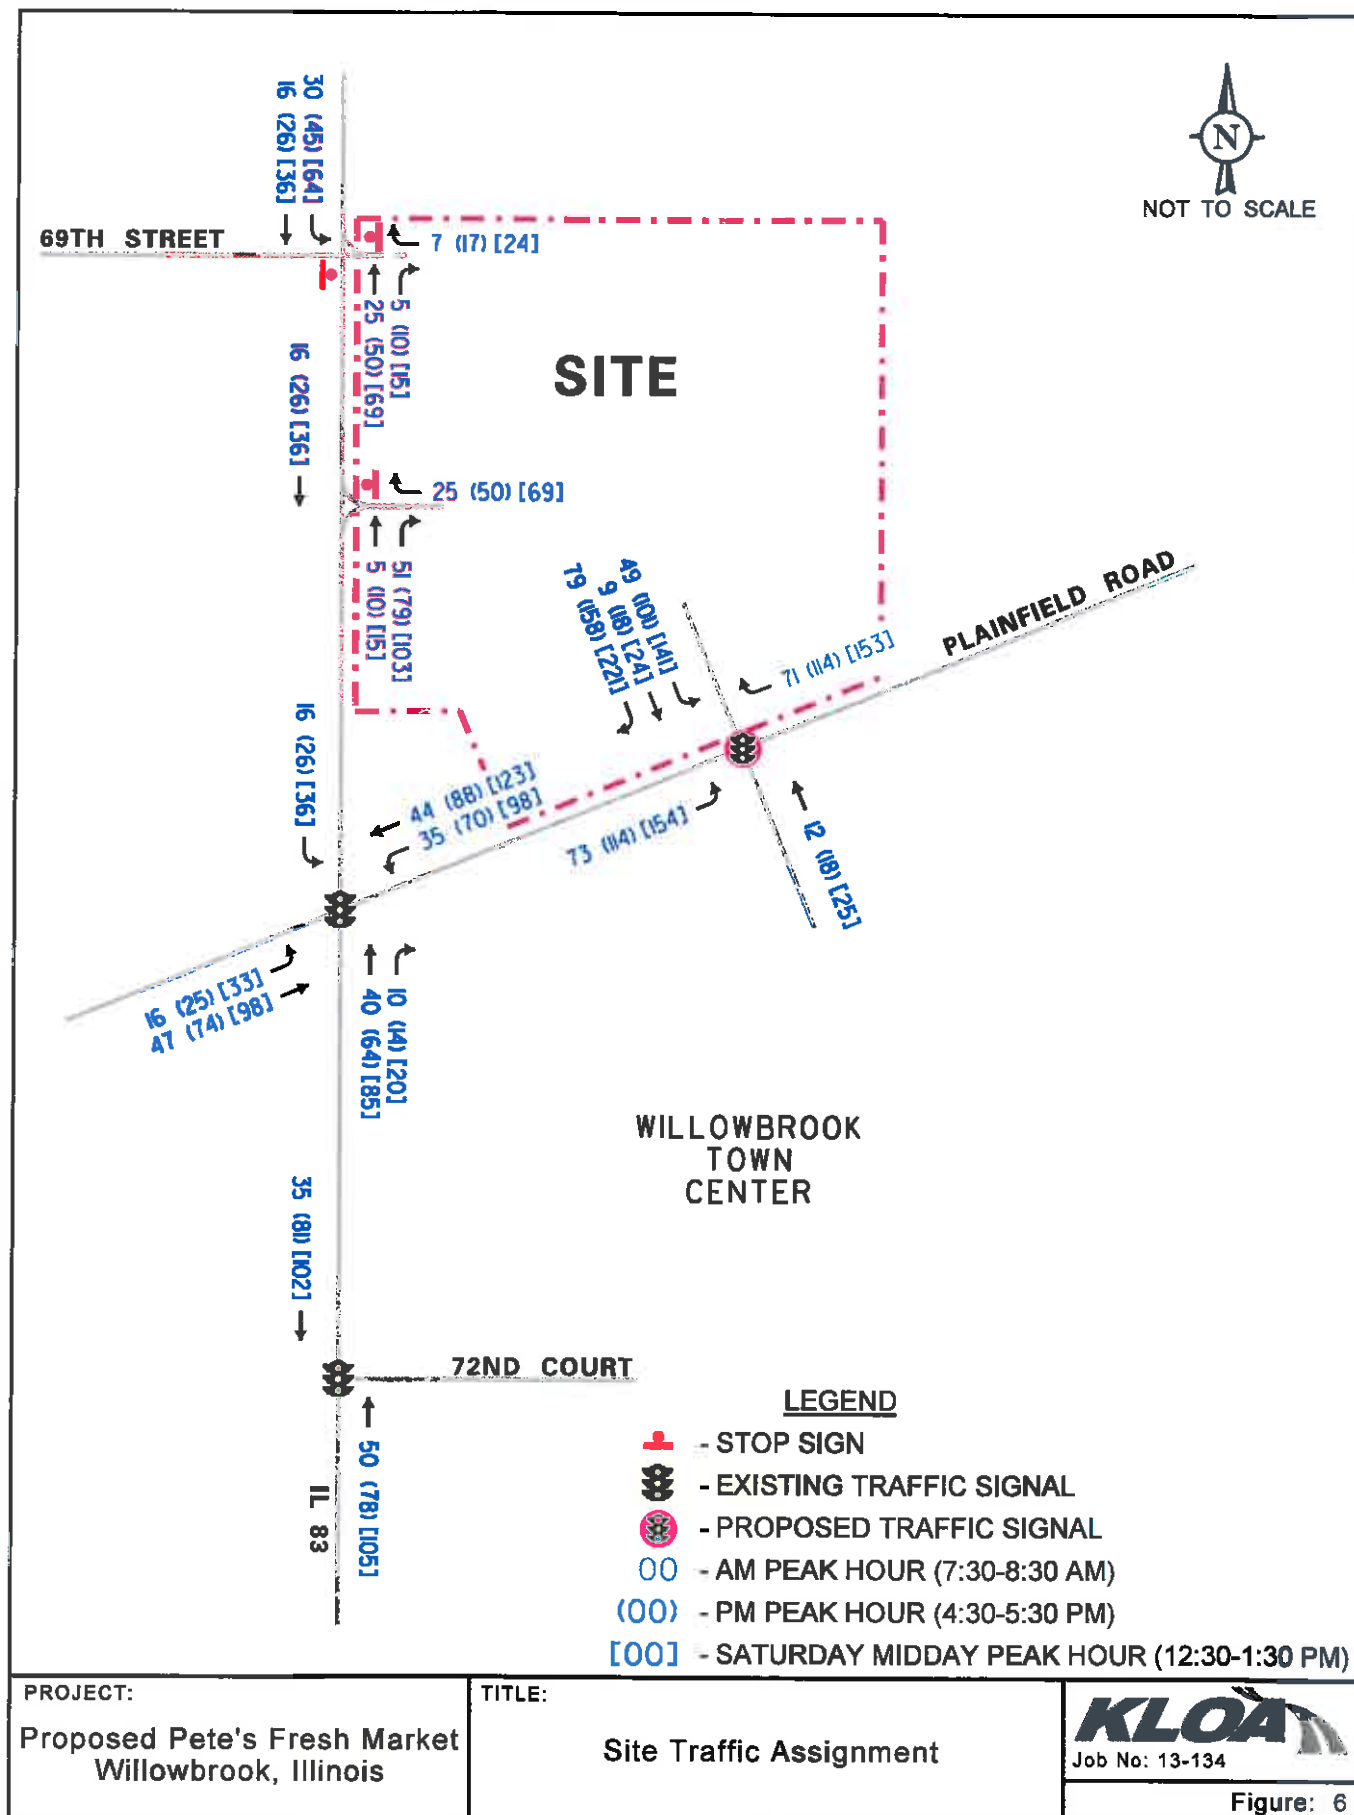 30 (45) [64]
16 (26) [36]
N
NOT TO SCALE
69TH STREET
7 (17) [24]
5 (10) [15]
25 (50) [69]
16 (26) [36]
SITE
25 (50) [69]
51 (79) [103]
5 (10) [15]
49 (101) [141]
9 (18) [24]
79 (158) [221]
PLAINFIELD ROAD
71 (114) [153]
16 (26) [36]
44 (88) [123]
35 (70) [98]
73 (114) [154]
12 (18) [25]
16 (25) [33]
47 (74) [98]
10 (14) [20]
40 (64) [85]
WILLOWBROOK
TOWN
CENTER
35 (81) [102]
72ND COURT
50 (78) [105]
IL 83
LEGEND
- STOP SIGN
- EXISTING TRAFFIC SIGNAL
- PROPOSED TRAFFIC SIGNAL
00 - AM PEAK HOUR (7:30-8:30 AM)
(00) - PM PEAK HOUR (4:30-5:30 PM)
[00] - SATURDAY MIDDAY PEAK HOUR (12:30-1:30 PM)
PROJECT:
Proposed Pete's Fresh Market
Willowbrook, Illinois
TITLE:
Site Traffic Assignment
KLOA
Job No: 13-134
Figure: 6